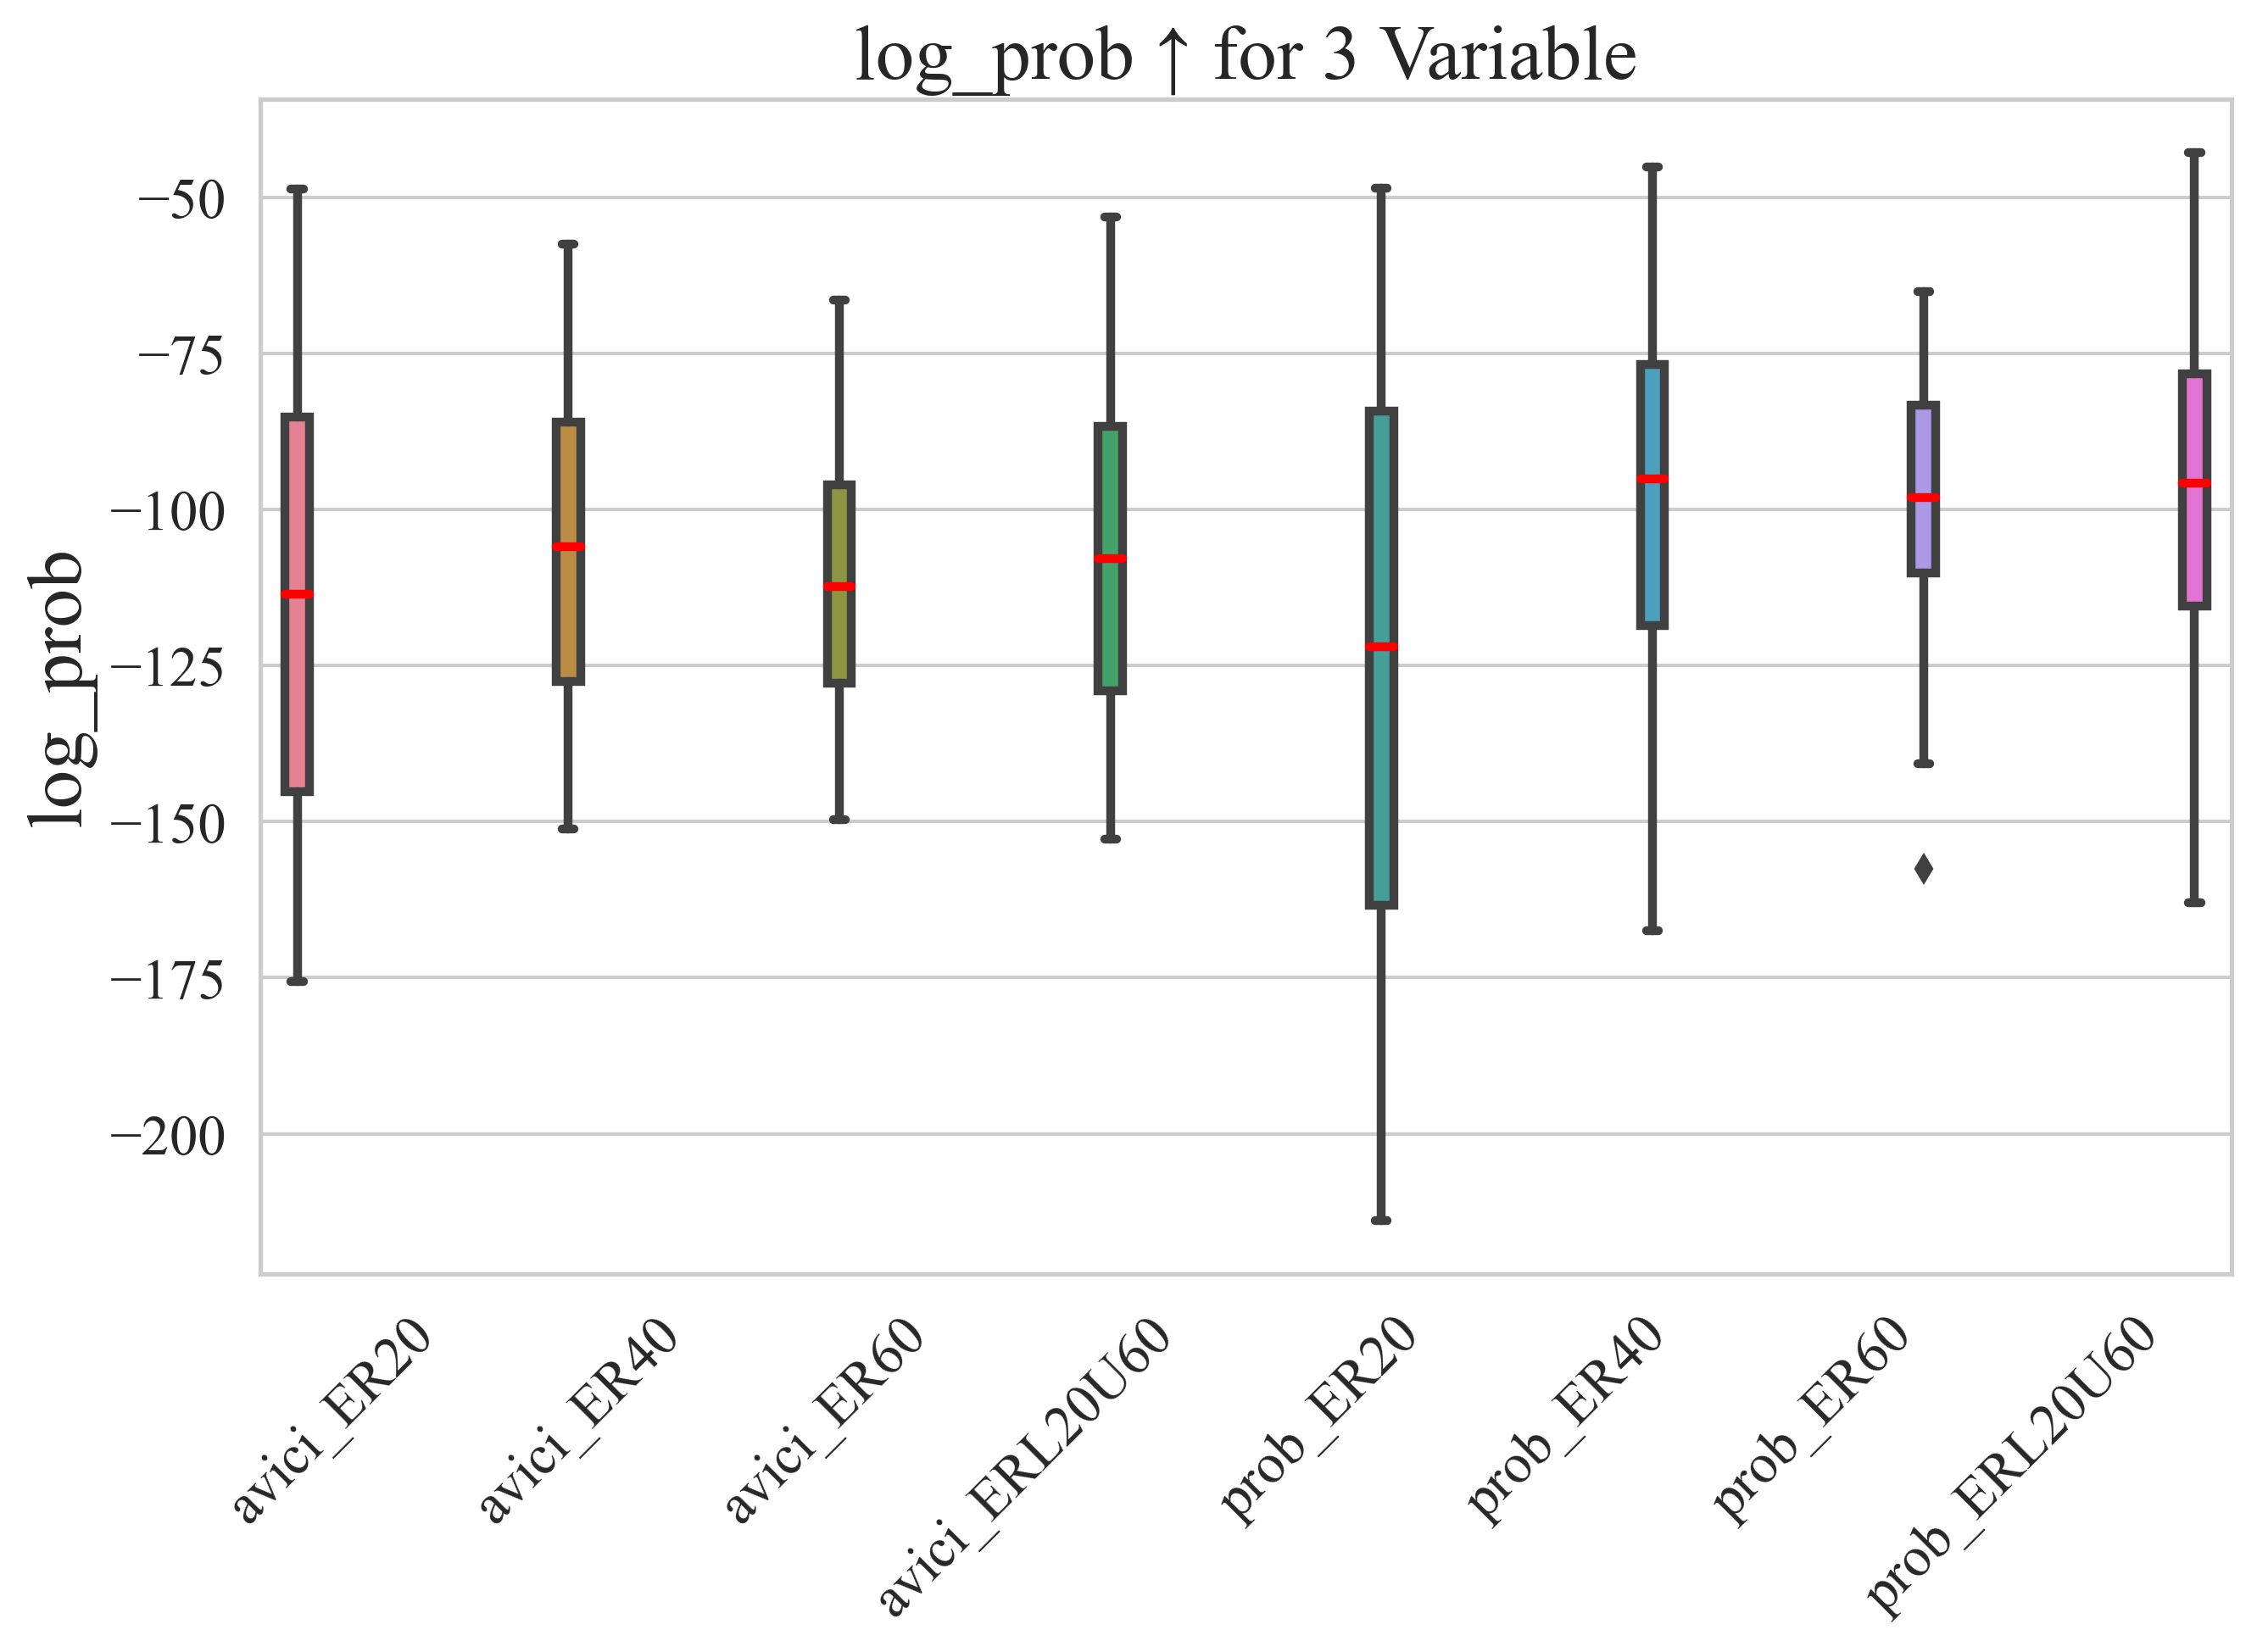 log_prob ↑ for 3 Variable
log_prob
−50
−75
−100
−125
−150
−175
−200
avici_ER20
avici_ER40
avici_ER60
avici_ERL20U60
prob_ER20
prob_ER40
prob_ER60
prob_ERL20U60